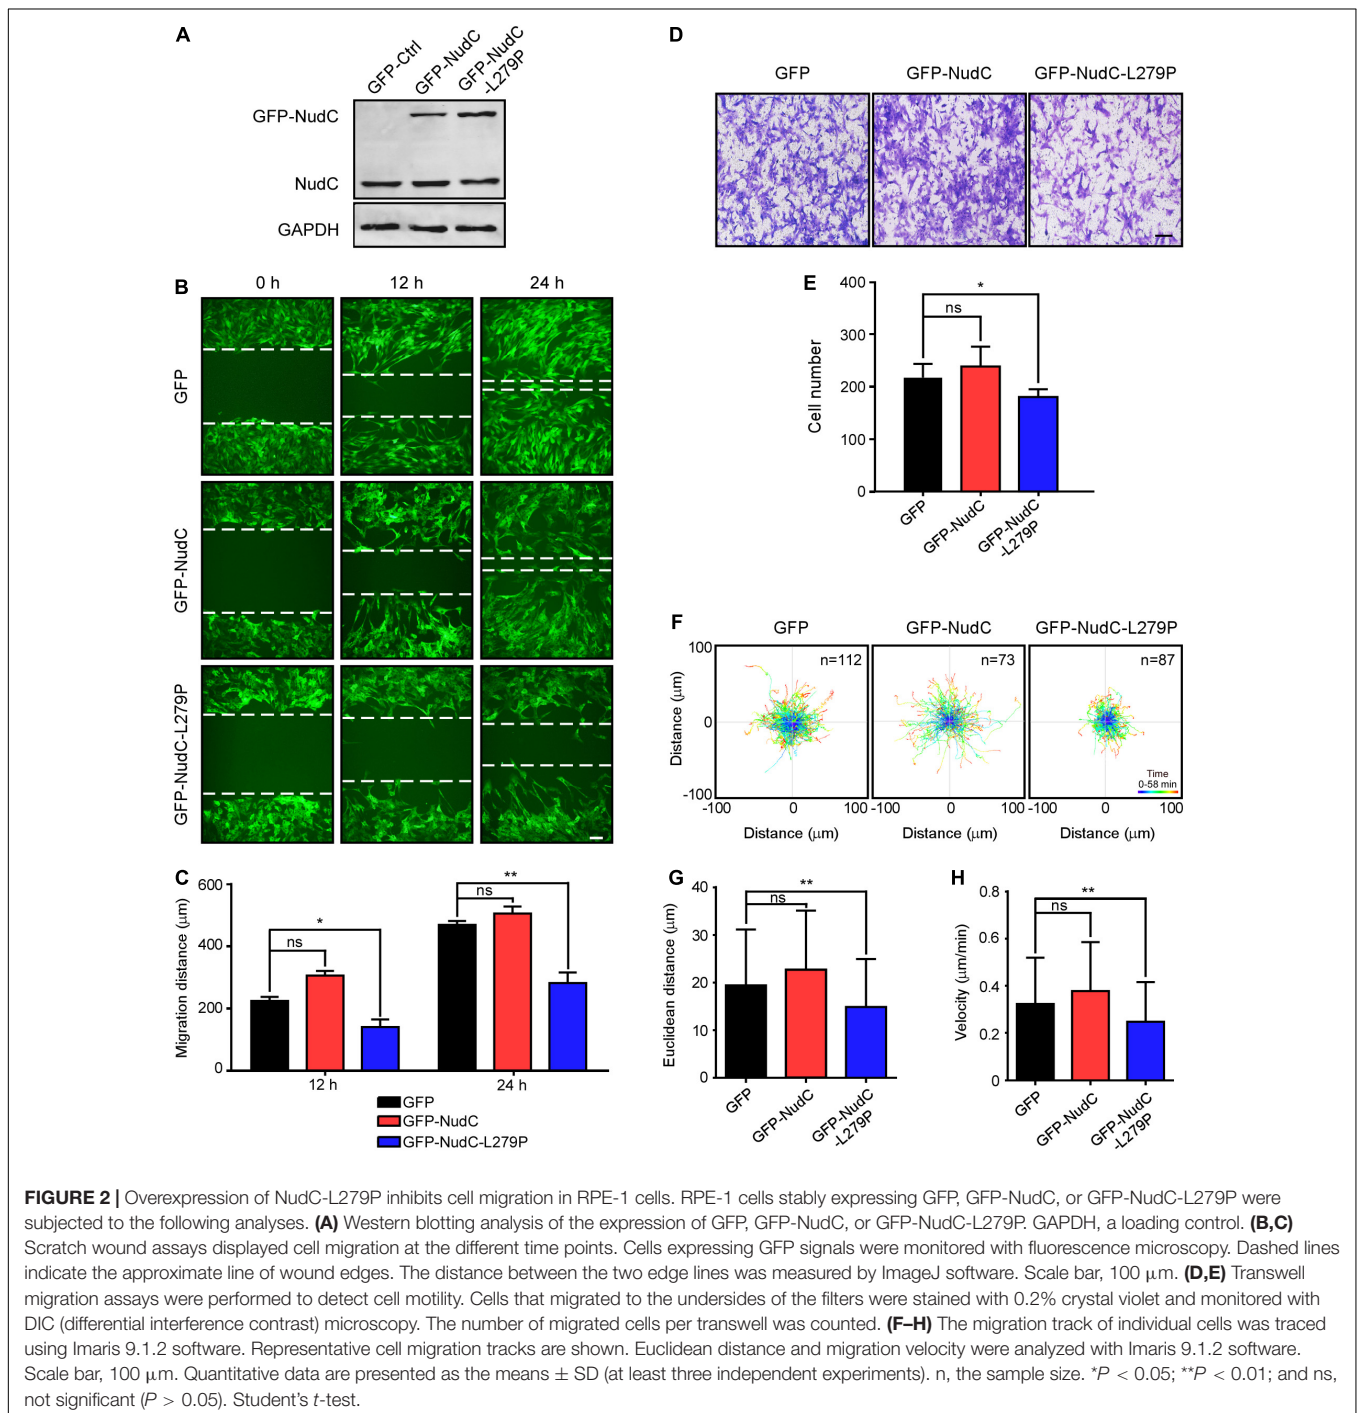 A
GFP-Ctrl
GFP-NudC
GFP-NudC
-L279P
GFP-NudC
NudC
GAPDH
B
0 h
12 h
24 h
GFP
GFP-NudC
GFP-NudC-L279P
C
Migration distance (μm)
600
400
200
0
ns
*
ns
**
12 h
24 h
GFP
GFP-NudC
GFP-NudC-L279P
D
GFP
GFP-NudC
GFP-NudC-L279P
E
Cell number
400
300
200
100
0
ns
*
GFP
GFP-NudC
GFP-NudC
-L279P
F
GFP
GFP-NudC
GFP-NudC-L279P
Distance (μm)
100
0
-100
n=112
n=73
n=87
Time
0-58 min
-100
0
100
-100
0
100
-100
0
100
Distance (μm)
Distance (μm)
Distance (μm)
G
Euclidean distance (μm)
40
30
20
10
0
ns
**
GFP
GFP-NudC
GFP-NudC
-L279P
H
Velocity (μm/min)
0.8
0.6
0.4
0.2
0
ns
**
GFP
GFP-NudC
GFP-NudC
-L279P
FIGURE 2 | Overexpression of NudC-L279P inhibits cell migration in RPE-1 cells. RPE-1 cells stably expressing GFP, GFP-NudC, or GFP-NudC-L279P were
subjected to the following analyses. (A) Western blotting analysis of the expression of GFP, GFP-NudC, or GFP-NudC-L279P. GAPDH, a loading control. (B,C)
Scratch wound assays displayed cell migration at the different time points. Cells expressing GFP signals were monitored with fluorescence microscopy. Dashed lines
indicate the approximate line of wound edges. The distance between the two edge lines was measured by ImageJ software. Scale bar, 100 μm. (D,E) Transwell
migration assays were performed to detect cell motility. Cells that migrated to the undersides of the filters were stained with 0.2% crystal violet and monitored with
DIC (differential interference contrast) microscopy. The number of migrated cells per transwell was counted. (F–H) The migration track of individual cells was traced
using Imaris 9.1.2 software. Representative cell migration tracks are shown. Euclidean distance and migration velocity were analyzed with Imaris 9.1.2 software.
Scale bar, 100 μm. Quantitative data are presented as the means ± SD (at least three independent experiments). n, the sample size. *P < 0.05; **P < 0.01; and ns,
not significant (P > 0.05). Student's t-test.